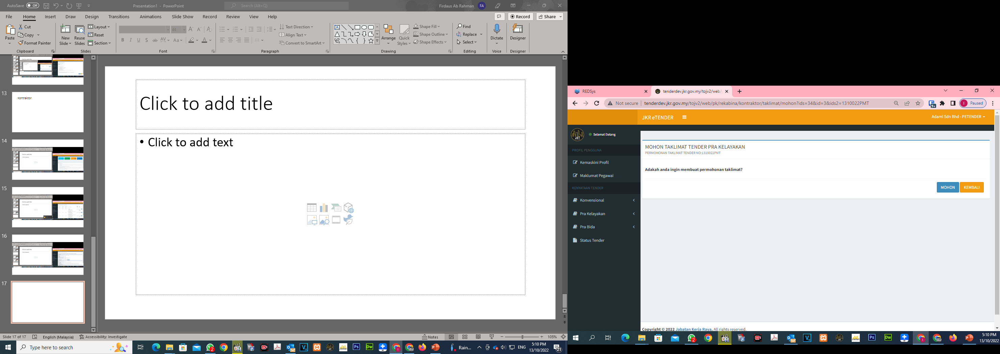 AutoSave Off
Presentation1 - PowerPoint
Search (Alt+Q)
Firdaus Ab Rahman FA
File Home Insert Draw Design Transitions Animations Slide Show Record Review View Help
Record Share
Paste
Cut
Copy
Format Painter
Clipboard
New Slide
Reuse Slides
Layout
Reset
Section
Slides
44
Font
Text Direction
Align Text
Convert to SmartArt
Paragraph
Arrange
Quick Styles
Shape Fill
Shape Outline
Shape Effects
Drawing
Find
Replace
Select
Editing
Dictate
Voice
Designer
Designer
13
Kontraktor
14
15
16
17
Click to add title
• Click to add text
Slide 17 of 17
English (Malaysia)
Accessibility: Investigate
Notes
105%
Type here to search
Rain...
ENG
5:10 PM
13/10/2022
21
REDSys
tenderdev.jkr.gov.my/tojv2/web/
Not secure
tenderdev.jkr.gov.my/tojv2/web/pk/rekabina/kontraktor/taklimat/mohon?ids=34&id=3&ids2=1310022PMT
9+
I Paused
JKR eTENDER
Adami Sdn Bhd - PETENDER
Selamat Datang
PROFIL PENGGUNA
Kemaskini Profil
Maklumat Pegawai
KENYATAAN TENDER
Konvensional
Pra Kelayakan
Pra Bida
Status Tender
MOHON TAKLIMAT TENDER PRA KELAYAKAN
PERMOHONAN TAKLIMAT TENDER NO:1310022PMT
Adakah anda ingin membuat permohonan taklimat?
MOHON KEMBALI
Copyright © 2022 Jabatan Kerja Raya. All rights reserved.
5:10 PM
13/10/2022